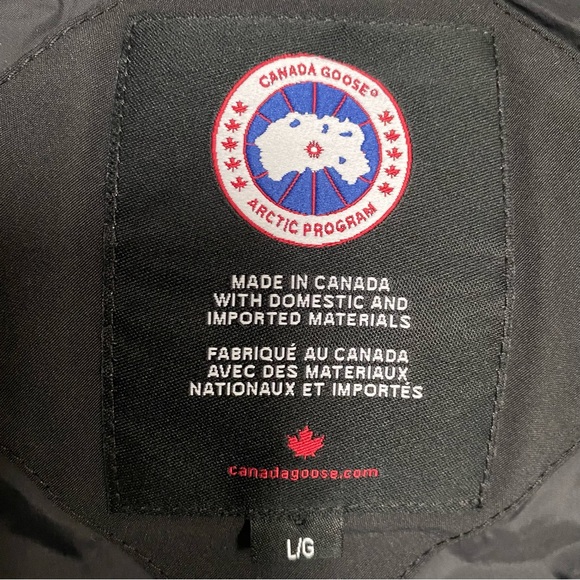 CANADA GOOSE®
ARCTIC PROGRAM
MADE IN CANADA
WITH DOMESTIC AND
IMPORTED MATERIALS
FABRIQUÉ AU CANADA
AVEC DES MATERIAUX
NATIONAUX ET IMPORTÉS
canadagoose.com
L/G